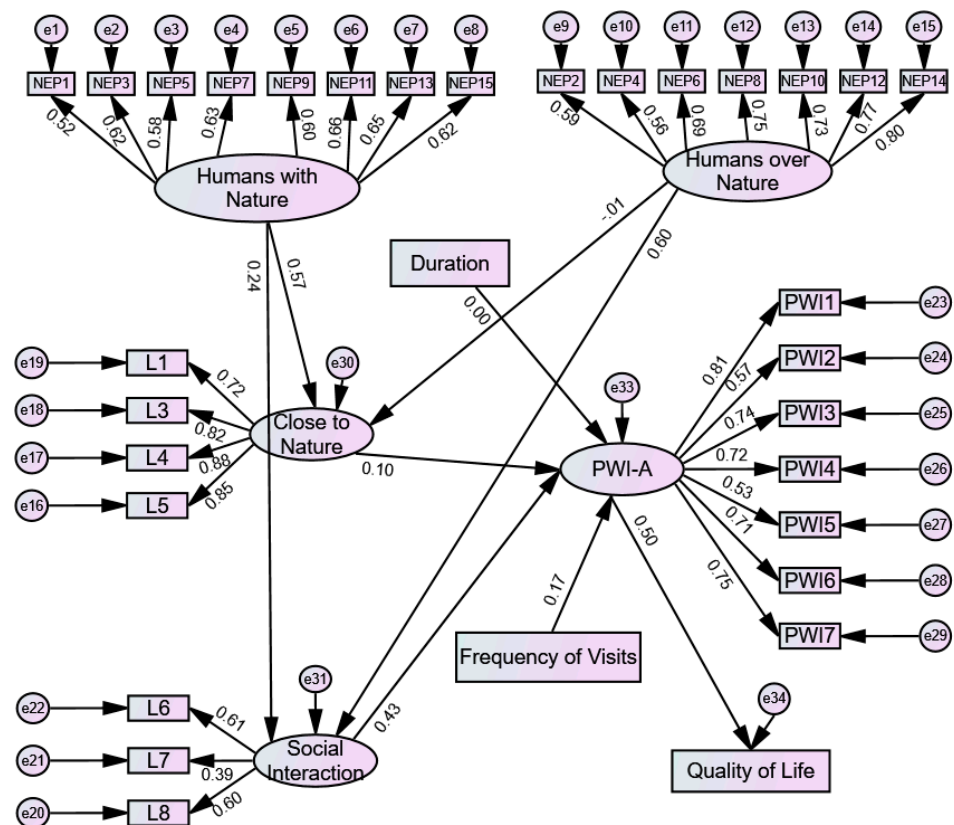 e1 e2 e3 e4 e5 e6 e7 e8
e9 e10 e11 e12 e13 e14 e15
NEP1 NEP3 NEP5 NEP7 NEP9 NEP11 NEP13 NEP15
NEP2 NEP4 NEP6 NEP8 NEP10 NEP12 NEP14
0.52 0.62 0.58 0.63 0.60 0.66 0.65 0.62
0.59 0.56 0.69 0.75 0.73 0.77 0.80
Humans with
Nature
Humans over
Nature
-.01
0.60
0.24
0.57
Duration
0.00
PWI1 e23
PWI2 e24
PWI3 e25
PWI4 e26
PWI5 e27
PWI6 e28
PWI7 e29
0.81
0.57
0.74
0.72
0.53
0.71
0.75
e19 L1
e18 L3
e17 L4
e16 L5
0.72
0.82
0.88
0.85
e30
Close to
Nature
0.10
e33
PWI-A
0.50
0.17
Frequency of Visits
0.43
e31
e22 L6
e21 L7
e20 L8
0.61
0.39
0.60
Social
Interaction
e34
Quality of Life